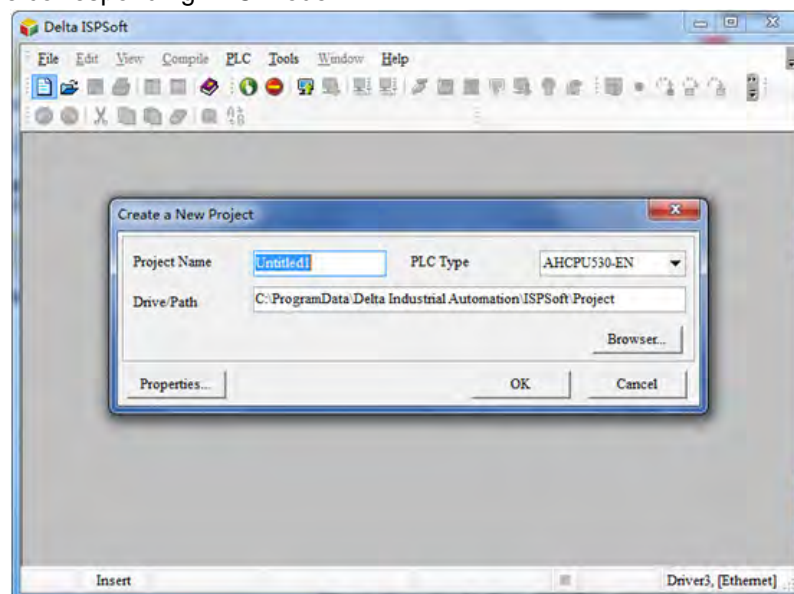 Delta ISPSoft
File Edit View Compile PLC Tools Window Help
Create a New Project
Project Name Untitled1 PLC Type AHCPU530-EN
Drive/Path C:\ProgramData\Delta Industrial Automation\ISPSoft\Project
Browser...
Properties... OK Cancel
Insert Driver3, [Ethernet]